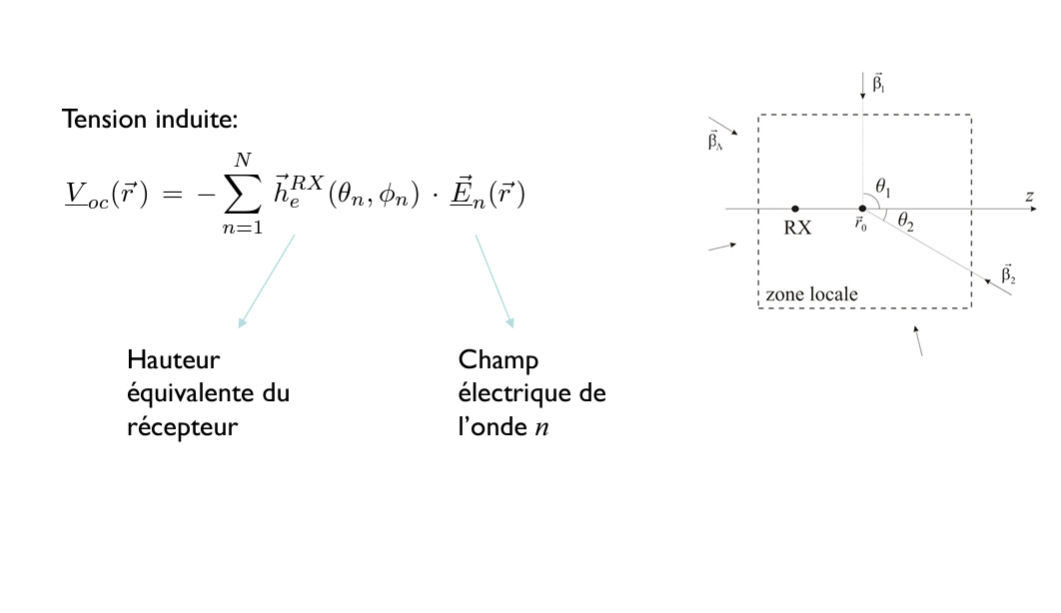 Tension induite:
$\underline{V}_{oc}(\vec{r}) = -\sum_{n=1}^{N} \vec{h}_e^{RX}(\theta_n, \phi_n) \cdot \underline{\vec{E}}_n(\vec{r})$
Hauteur
équivalente du
récepteur
Champ
électrique de
l'onde n
$\vec{\beta}_1$
$\vec{\beta}_N$
$\theta_1$
z
RX
$\vec{r}_0$
$\theta_2$
$\vec{\beta}_2$
zone locale